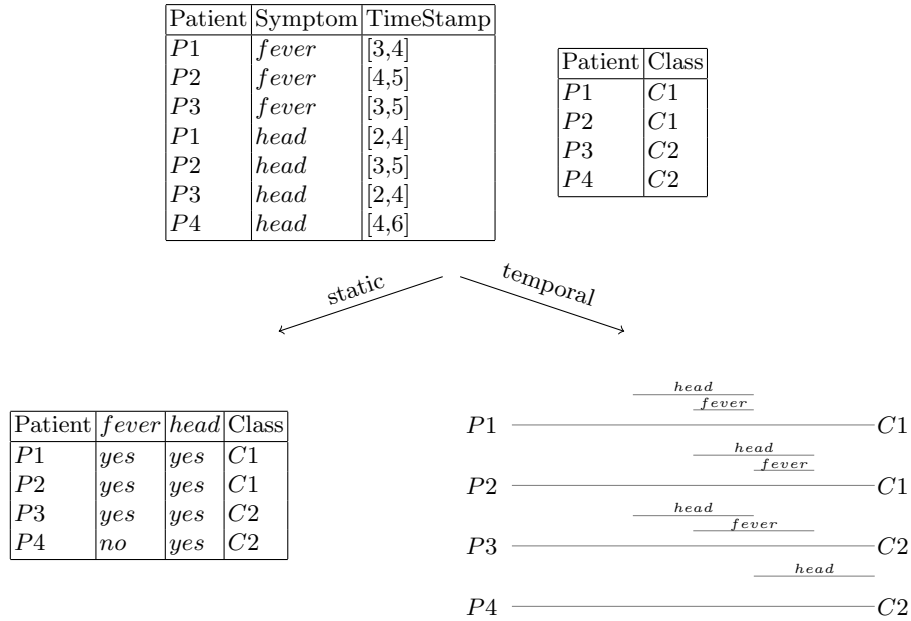 Patient Symptom TimeStamp
P1 fever [3,4]
P2 fever [4,5]
P3 fever [3,5]
P1 head [2,4]
P2 head [3,5]
P3 head [2,4]
P4 head [4,6]
Patient Class
P1 C1
P2 C1
P3 C2
P4 C2
static
temporal
Patient fever head Class
P1 yes yes C1
P2 yes yes C1
P3 yes yes C2
P4 no yes C2
head
fever
P1 C1
head
fever
P2 C1
head
fever
P3 C2
head
P4 C2